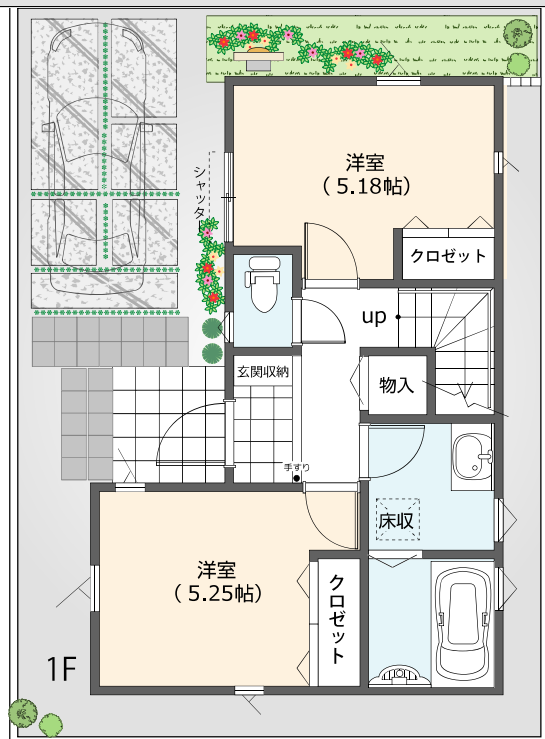 洋室
（5.18帖）
シャッター
クロゼット
up
玄関収納
物入
手すり
床収
洋室
（5.25帖）
クロゼット
1F